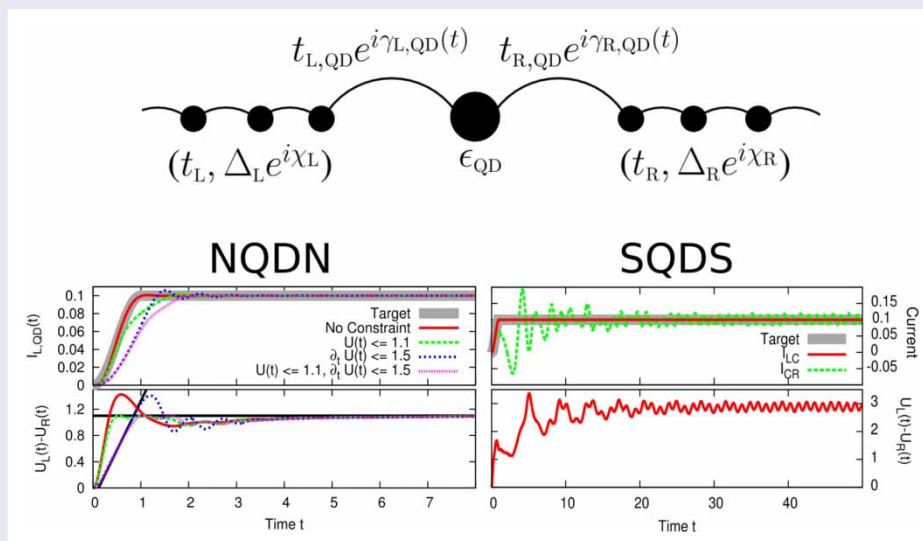 t_{L,QD}e^{iγ_{L,QD}(t)} t_{R,QD}e^{iγ_{R,QD}(t)}
(t_L, Δ_L e^{iχ_L}) ϵ_{QD} (t_R, Δ_R e^{iχ_R})
NQDN
I_{L,QD}(t)
0.1
0.08
0.06
0.04
0.02
0
Target
No Constraint
U(t) <= 1.1
∂_t U(t) <= 1.5
U(t) <= 1.1, ∂_t U(t) <= 1.5
U_L(t)-U_R(t)
1.2
0.8
0.4
0
0 1 2 3 4 5 6 7
Time t
SQDS
0.15
0.1
0.05
0
-0.05
Current
Target
I_{LC}
I_{CR}
3
2
1
0
U_L(t)-U_R(t)
0 10 20 30 40
Time t